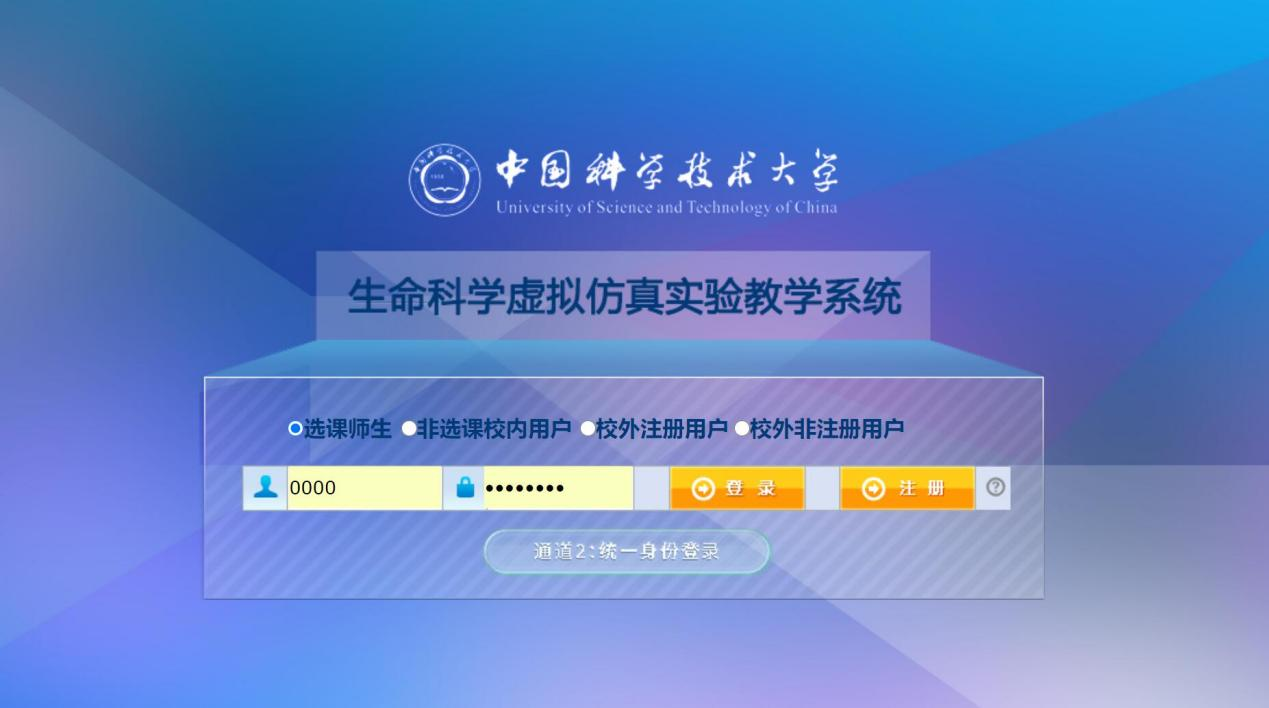 中国科学技术大学
University of Science and Technology of China
生命科学虚拟仿真实验教学系统
选课师生 非选课校内用户 校外注册用户 校外非注册用户
0000 •••••••• 登录 注册 ?
通道2:统一身份登录